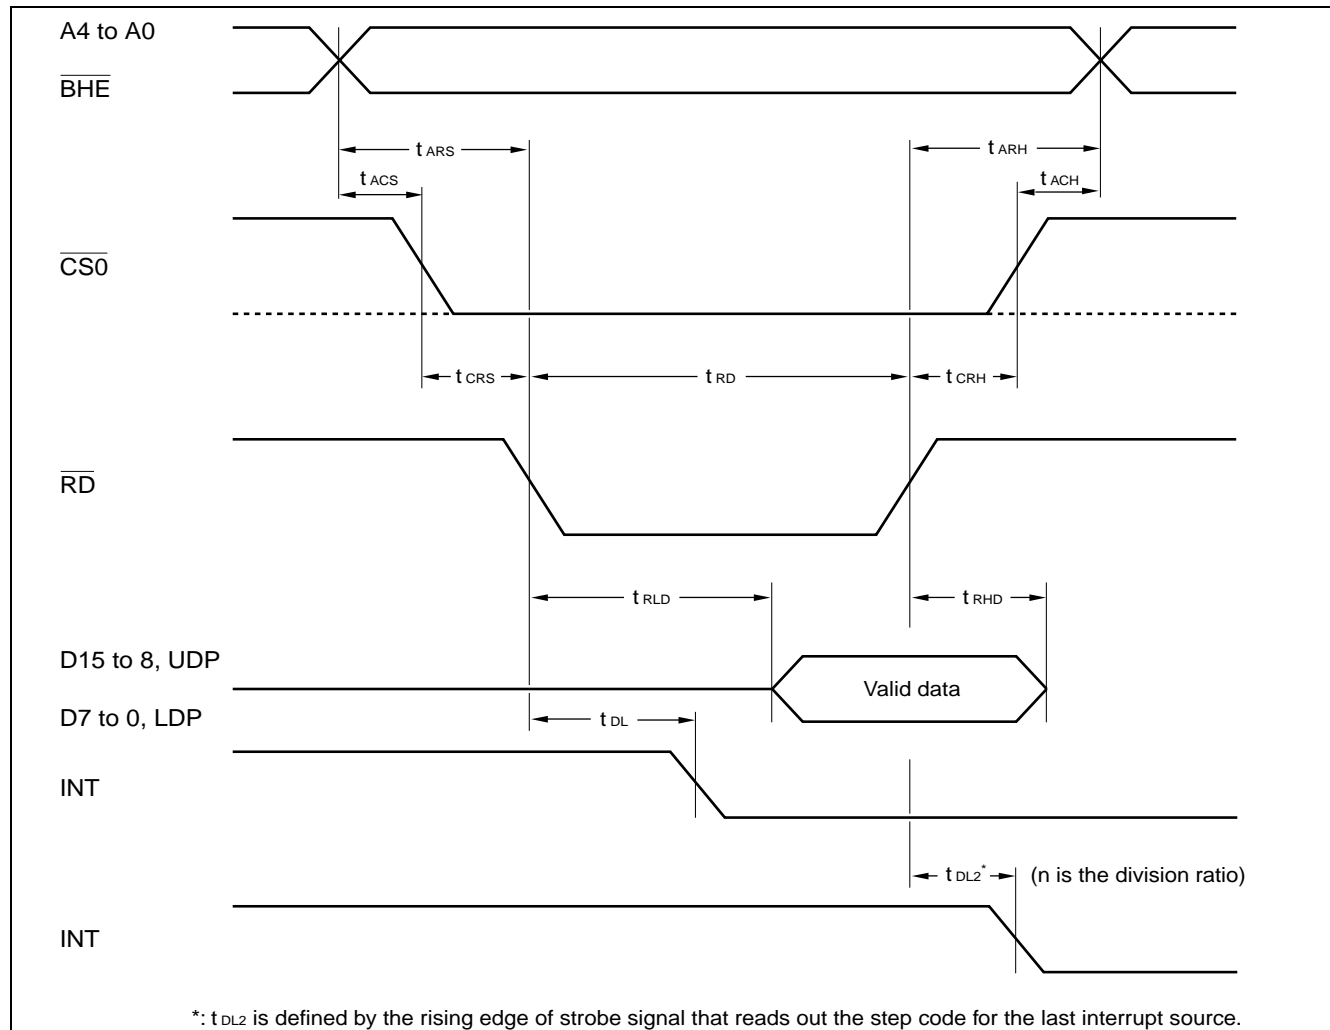 A4 to A0
BHE
t ARS
t ARH
t ACS
t ACH
CS0
t CRS
t RD
t CRH
RD
t RLD
t RHD
D15 to 8, UDP
Valid data
D7 to 0, LDP
t DL
INT
t DL2* (n is the division ratio)
INT
*: t DL2 is defined by the rising edge of strobe signal that reads out the step code for the last interrupt source.